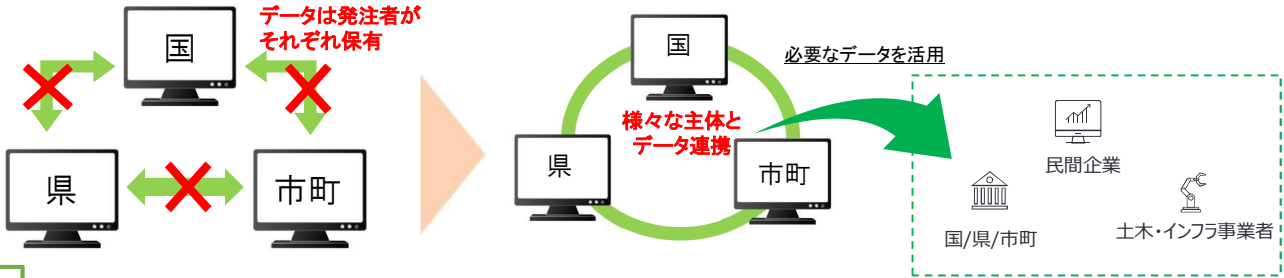 データは発注者が
それぞれ保有
国
県
市町
国
様々な主体と
データ連携
県
市町
必要なデータを活用
民間企業
国/県/市町
土木・インフラ事業者